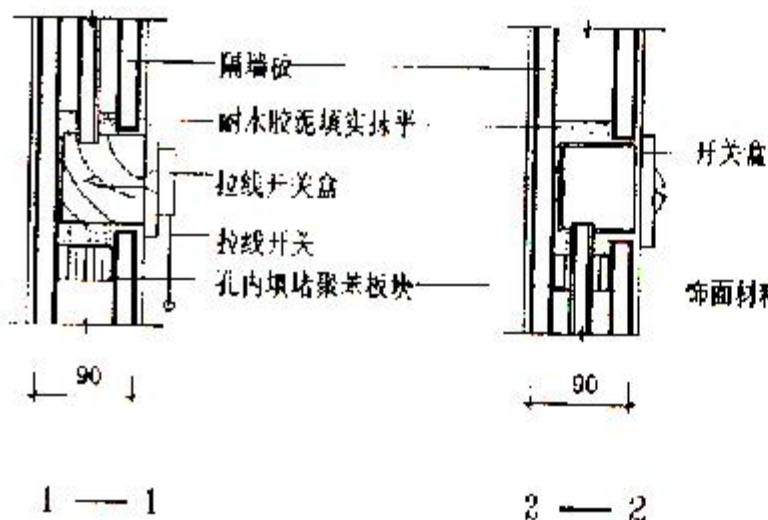 隔墙板
耐水胶泥填实抹平
开关盒
拉线开关盒
拉线开关
孔内填堵聚苯板块
饰面材料
90
90
1 — 1
2 — 2